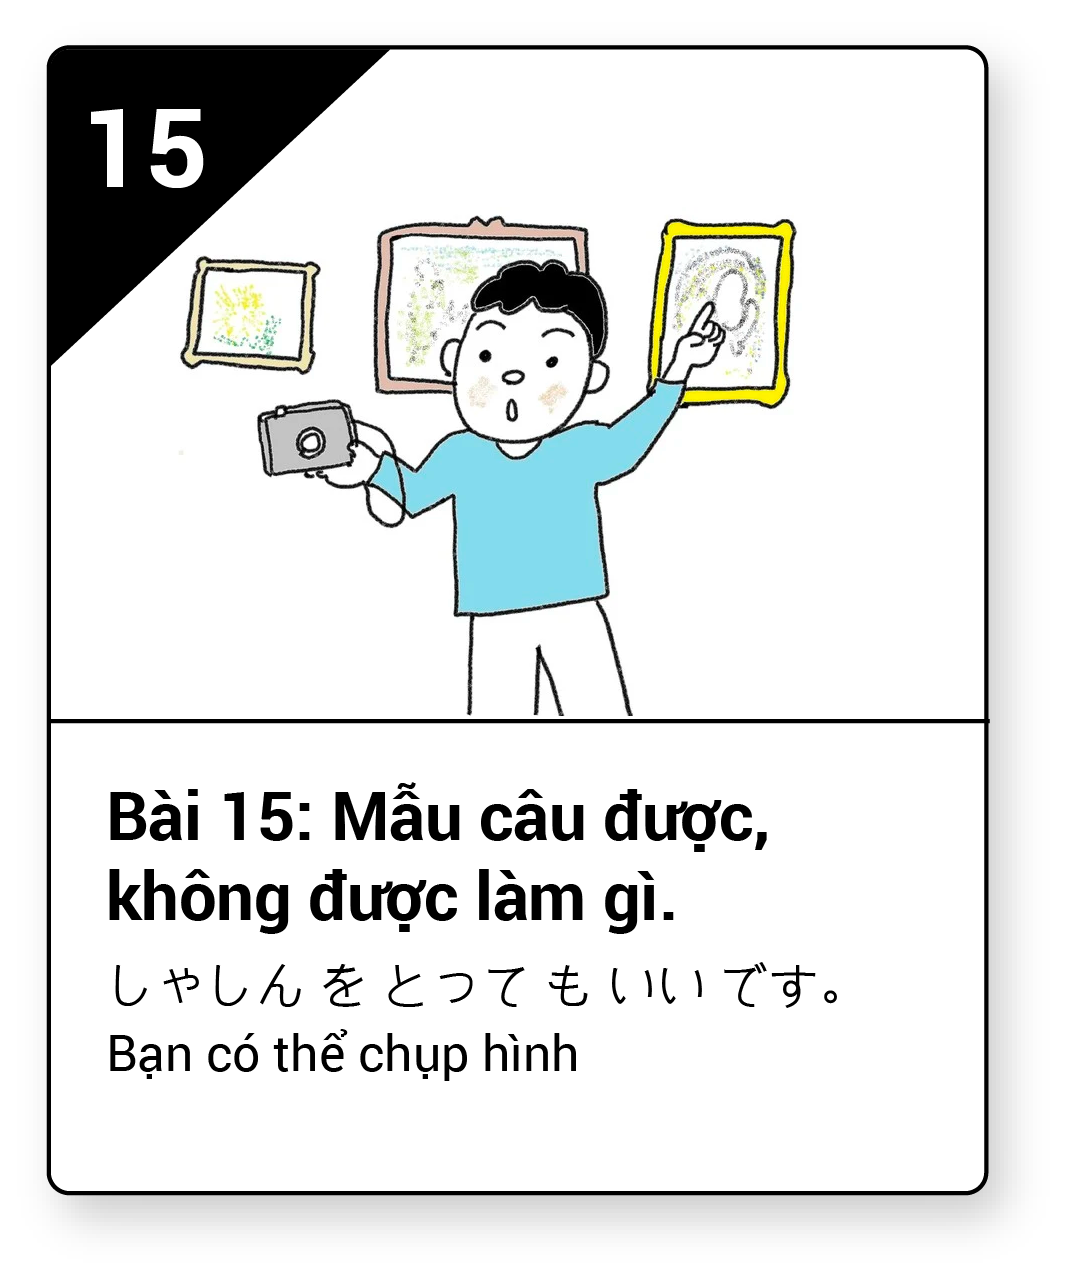 15
Bài 15: Mẫu câu được,
không được làm gì.
しゃしん を とって も いい です。
Bạn có thể chụp hình